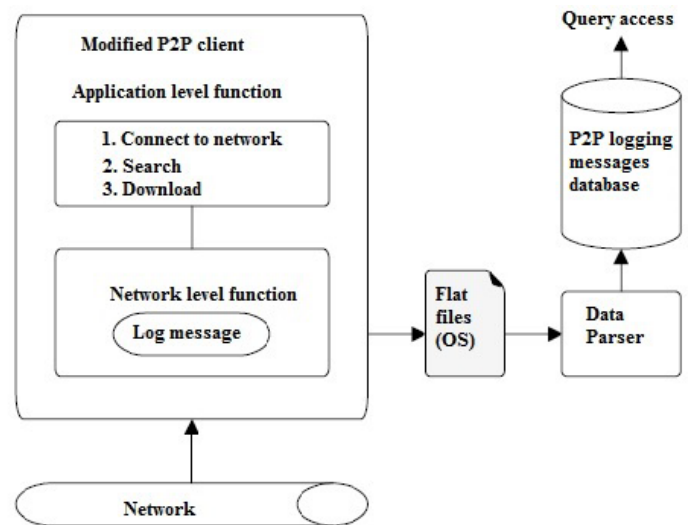 Modified P2P client
Application level function
1. Connect to network
2. Search
3. Download
Network level function
Log message
Network
Flat
files
(OS)
Data
Parser
P2P logging
messages
database
Query access